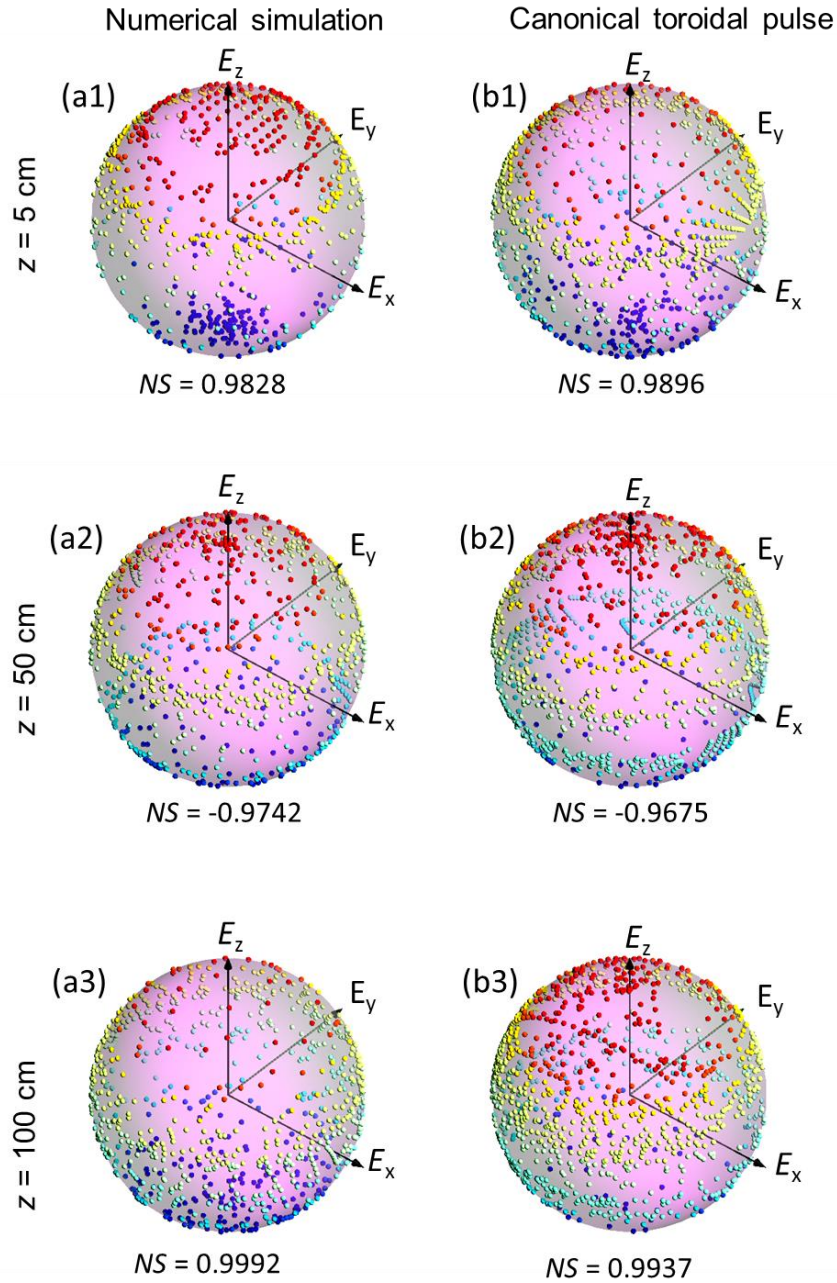 Numerical simulation
Canonical toroidal pulse
z = 5 cm
(a1)
Ez
Ey
Ex
NS = 0.9828
(b1)
Ez
Ey
Ex
NS = 0.9896
z = 50 cm
(a2)
Ez
Ey
Ex
NS = -0.9742
(b2)
Ez
Ey
Ex
NS = -0.9675
z = 100 cm
(a3)
Ez
Ey
Ex
NS = 0.9992
(b3)
Ez
Ey
Ex
NS = 0.9937